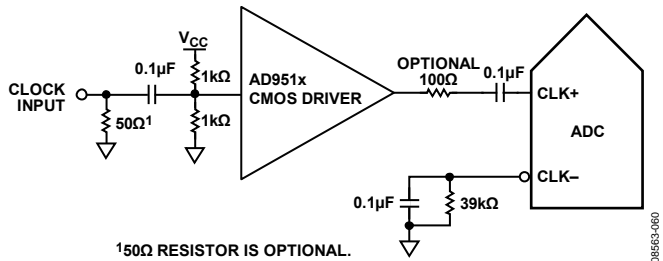 VCC
0.1µF
1kΩ
CLOCK
INPUT
50Ω1
1kΩ
AD951x
CMOS DRIVER
OPTIONAL
100Ω
0.1µF
CLK+
ADC
CLK–
0.1µF
39kΩ
150Ω RESISTOR IS OPTIONAL.
08563-060